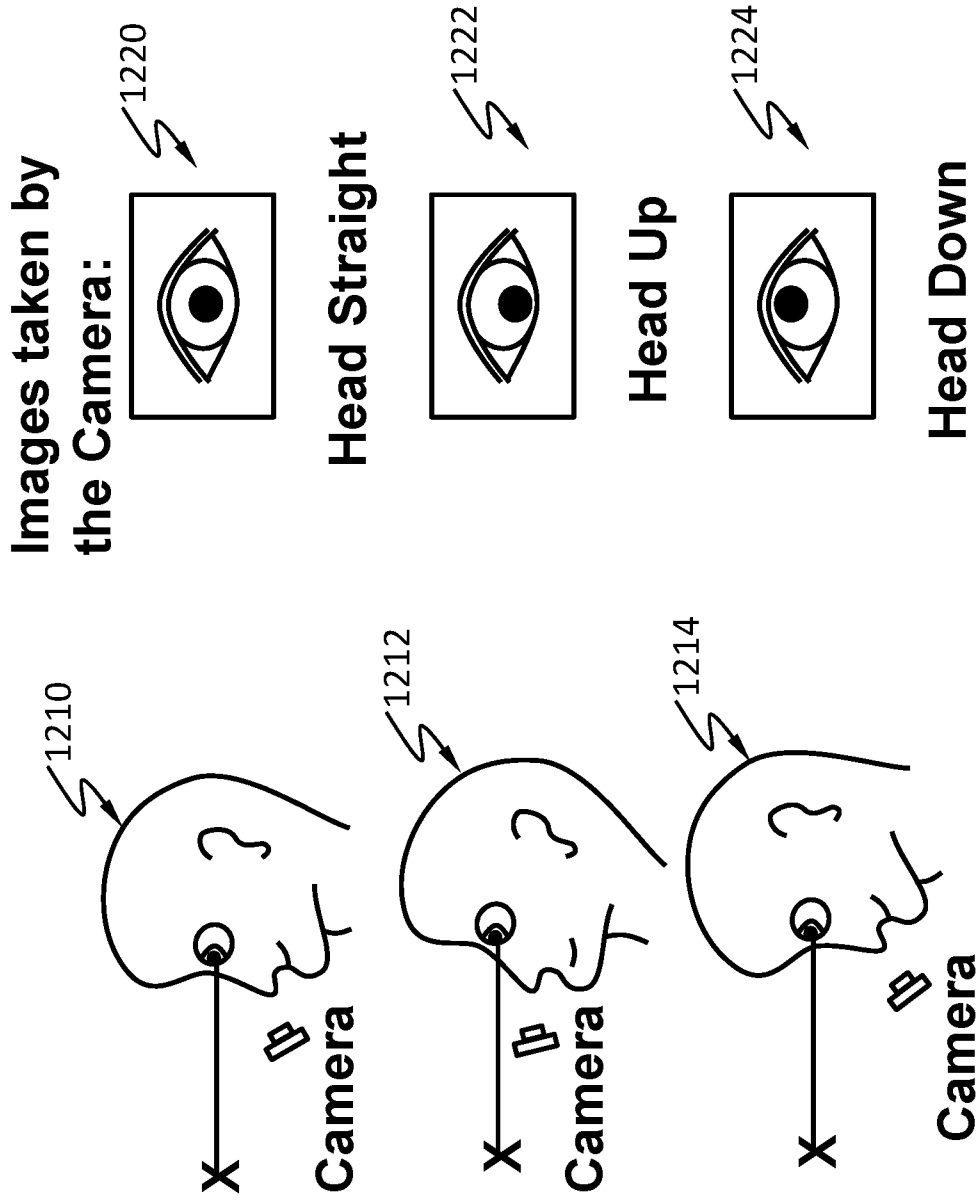 Images taken by
the Camera:
1210
1220
X
Camera
Head Straight
1212
1222
X
Camera
Head Up
1214
1224
X
Camera
Head Down